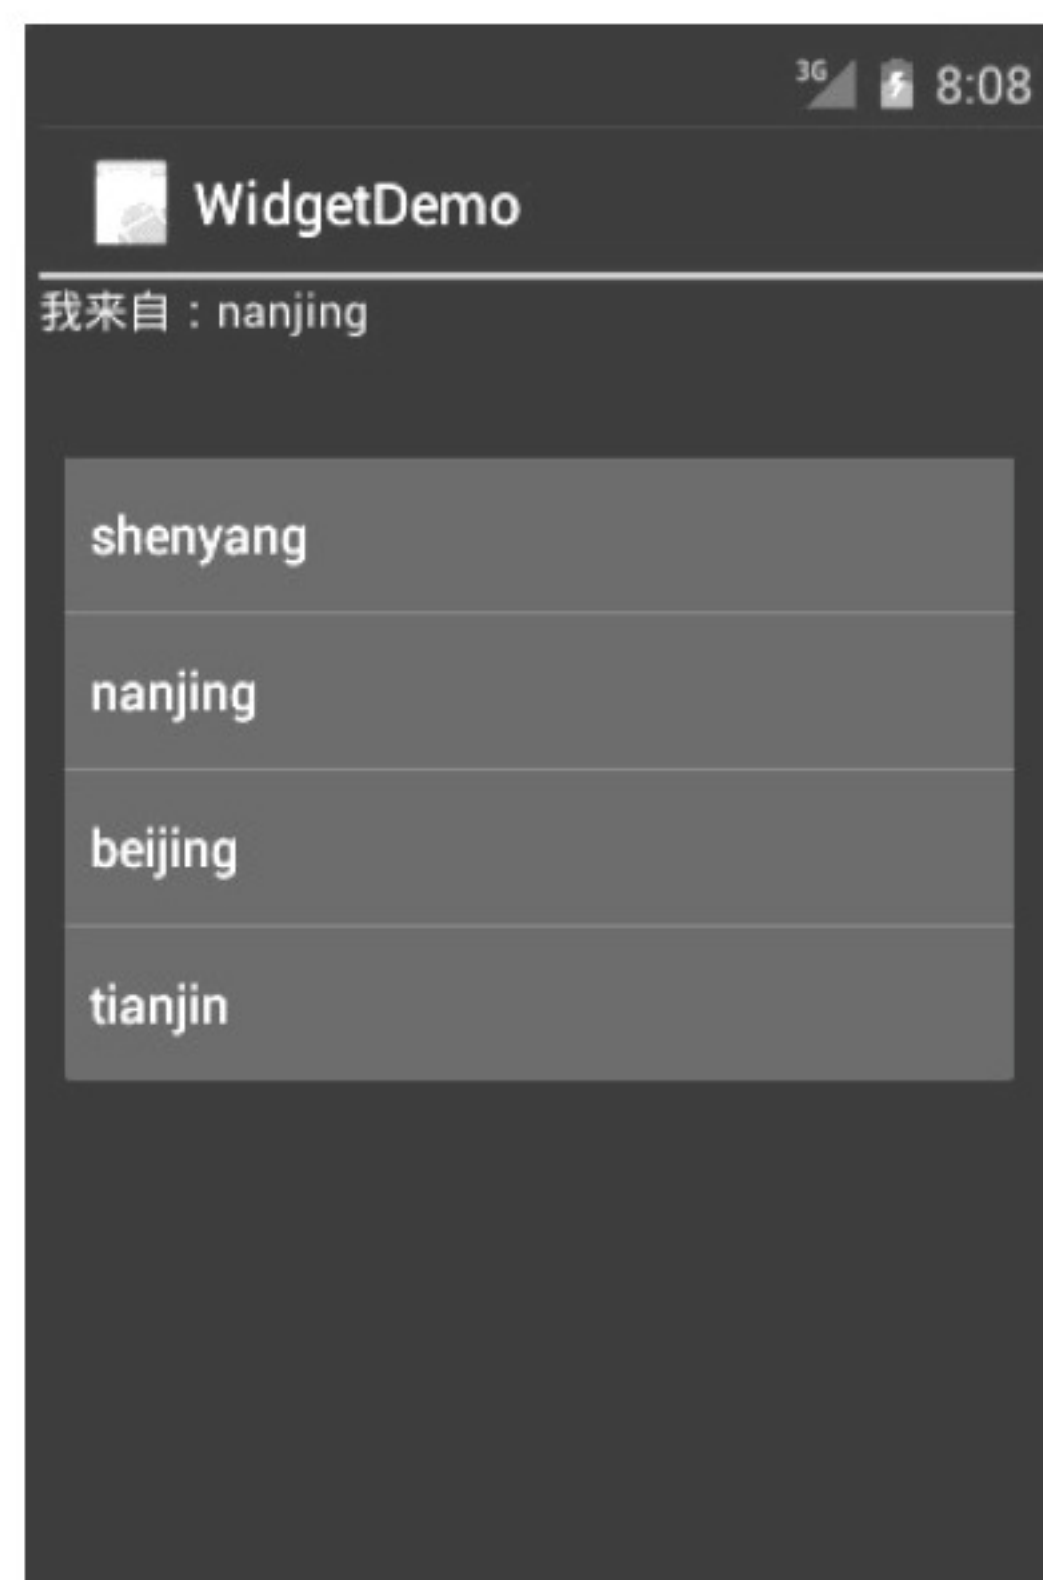 3G 8:08
WidgetDemo
我来自：nanjing
shenyang
nanjing
beijing
tianjin